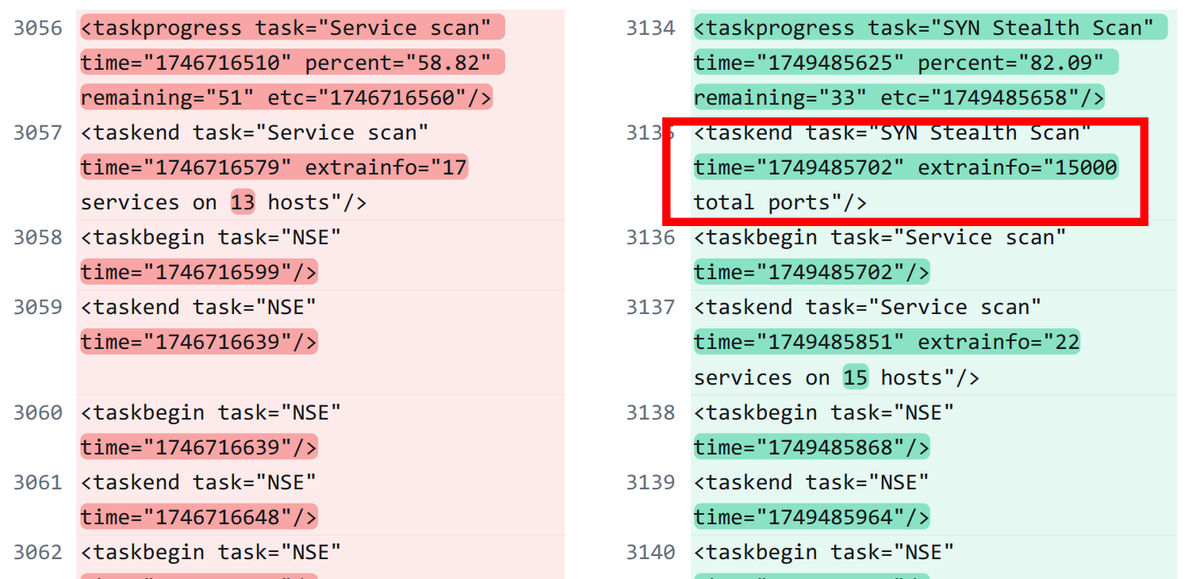 3056 <taskprogress task="Service scan"
time="1746716510" percent="58.82"
remaining="51" etc="1746716560"/>
3057 <taskend task="Service scan"
time="1746716579" extrainfo="17
services on 13 hosts"/>
3058 <taskbegin task="NSE"
time="1746716599"/>
3059 <taskend task="NSE"
time="1746716639"/>
3060 <taskbegin task="NSE"
time="1746716639"/>
3061 <taskend task="NSE"
time="1746716648"/>
3062 <taskbegin task="NSE"
3134 <taskprogress task="SYN Stealth Scan"
time="1749485625" percent="82.09"
remaining="33" etc="1749485658"/>
3135 <taskend task="SYN Stealth Scan"
time="1749485702" extrainfo="15000
total ports"/>
3136 <taskbegin task="Service scan"
time="1749485702"/>
3137 <taskend task="Service scan"
time="1749485851" extrainfo="22
services on 15 hosts"/>
3138 <taskbegin task="NSE"
time="1749485868"/>
3139 <taskend task="NSE"
time="1749485964"/>
3140 <taskbegin task="NSE"